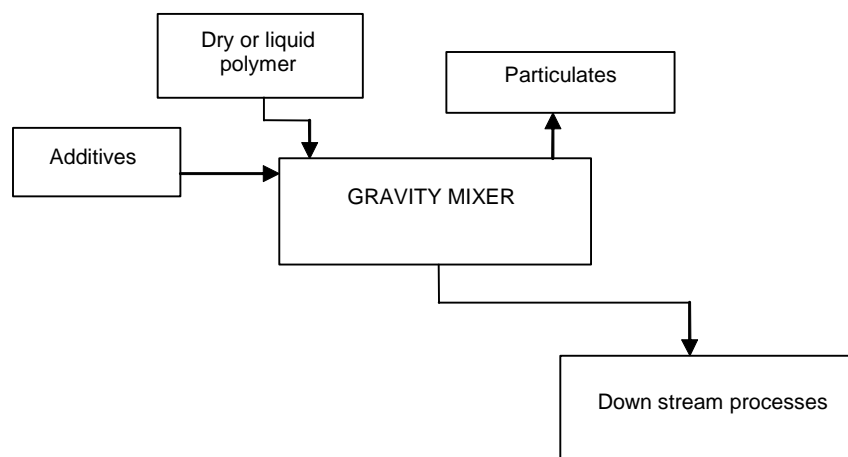 Dry or liquid
polymer
Particulates
Additives
GRAVITY MIXER
Down stream processes